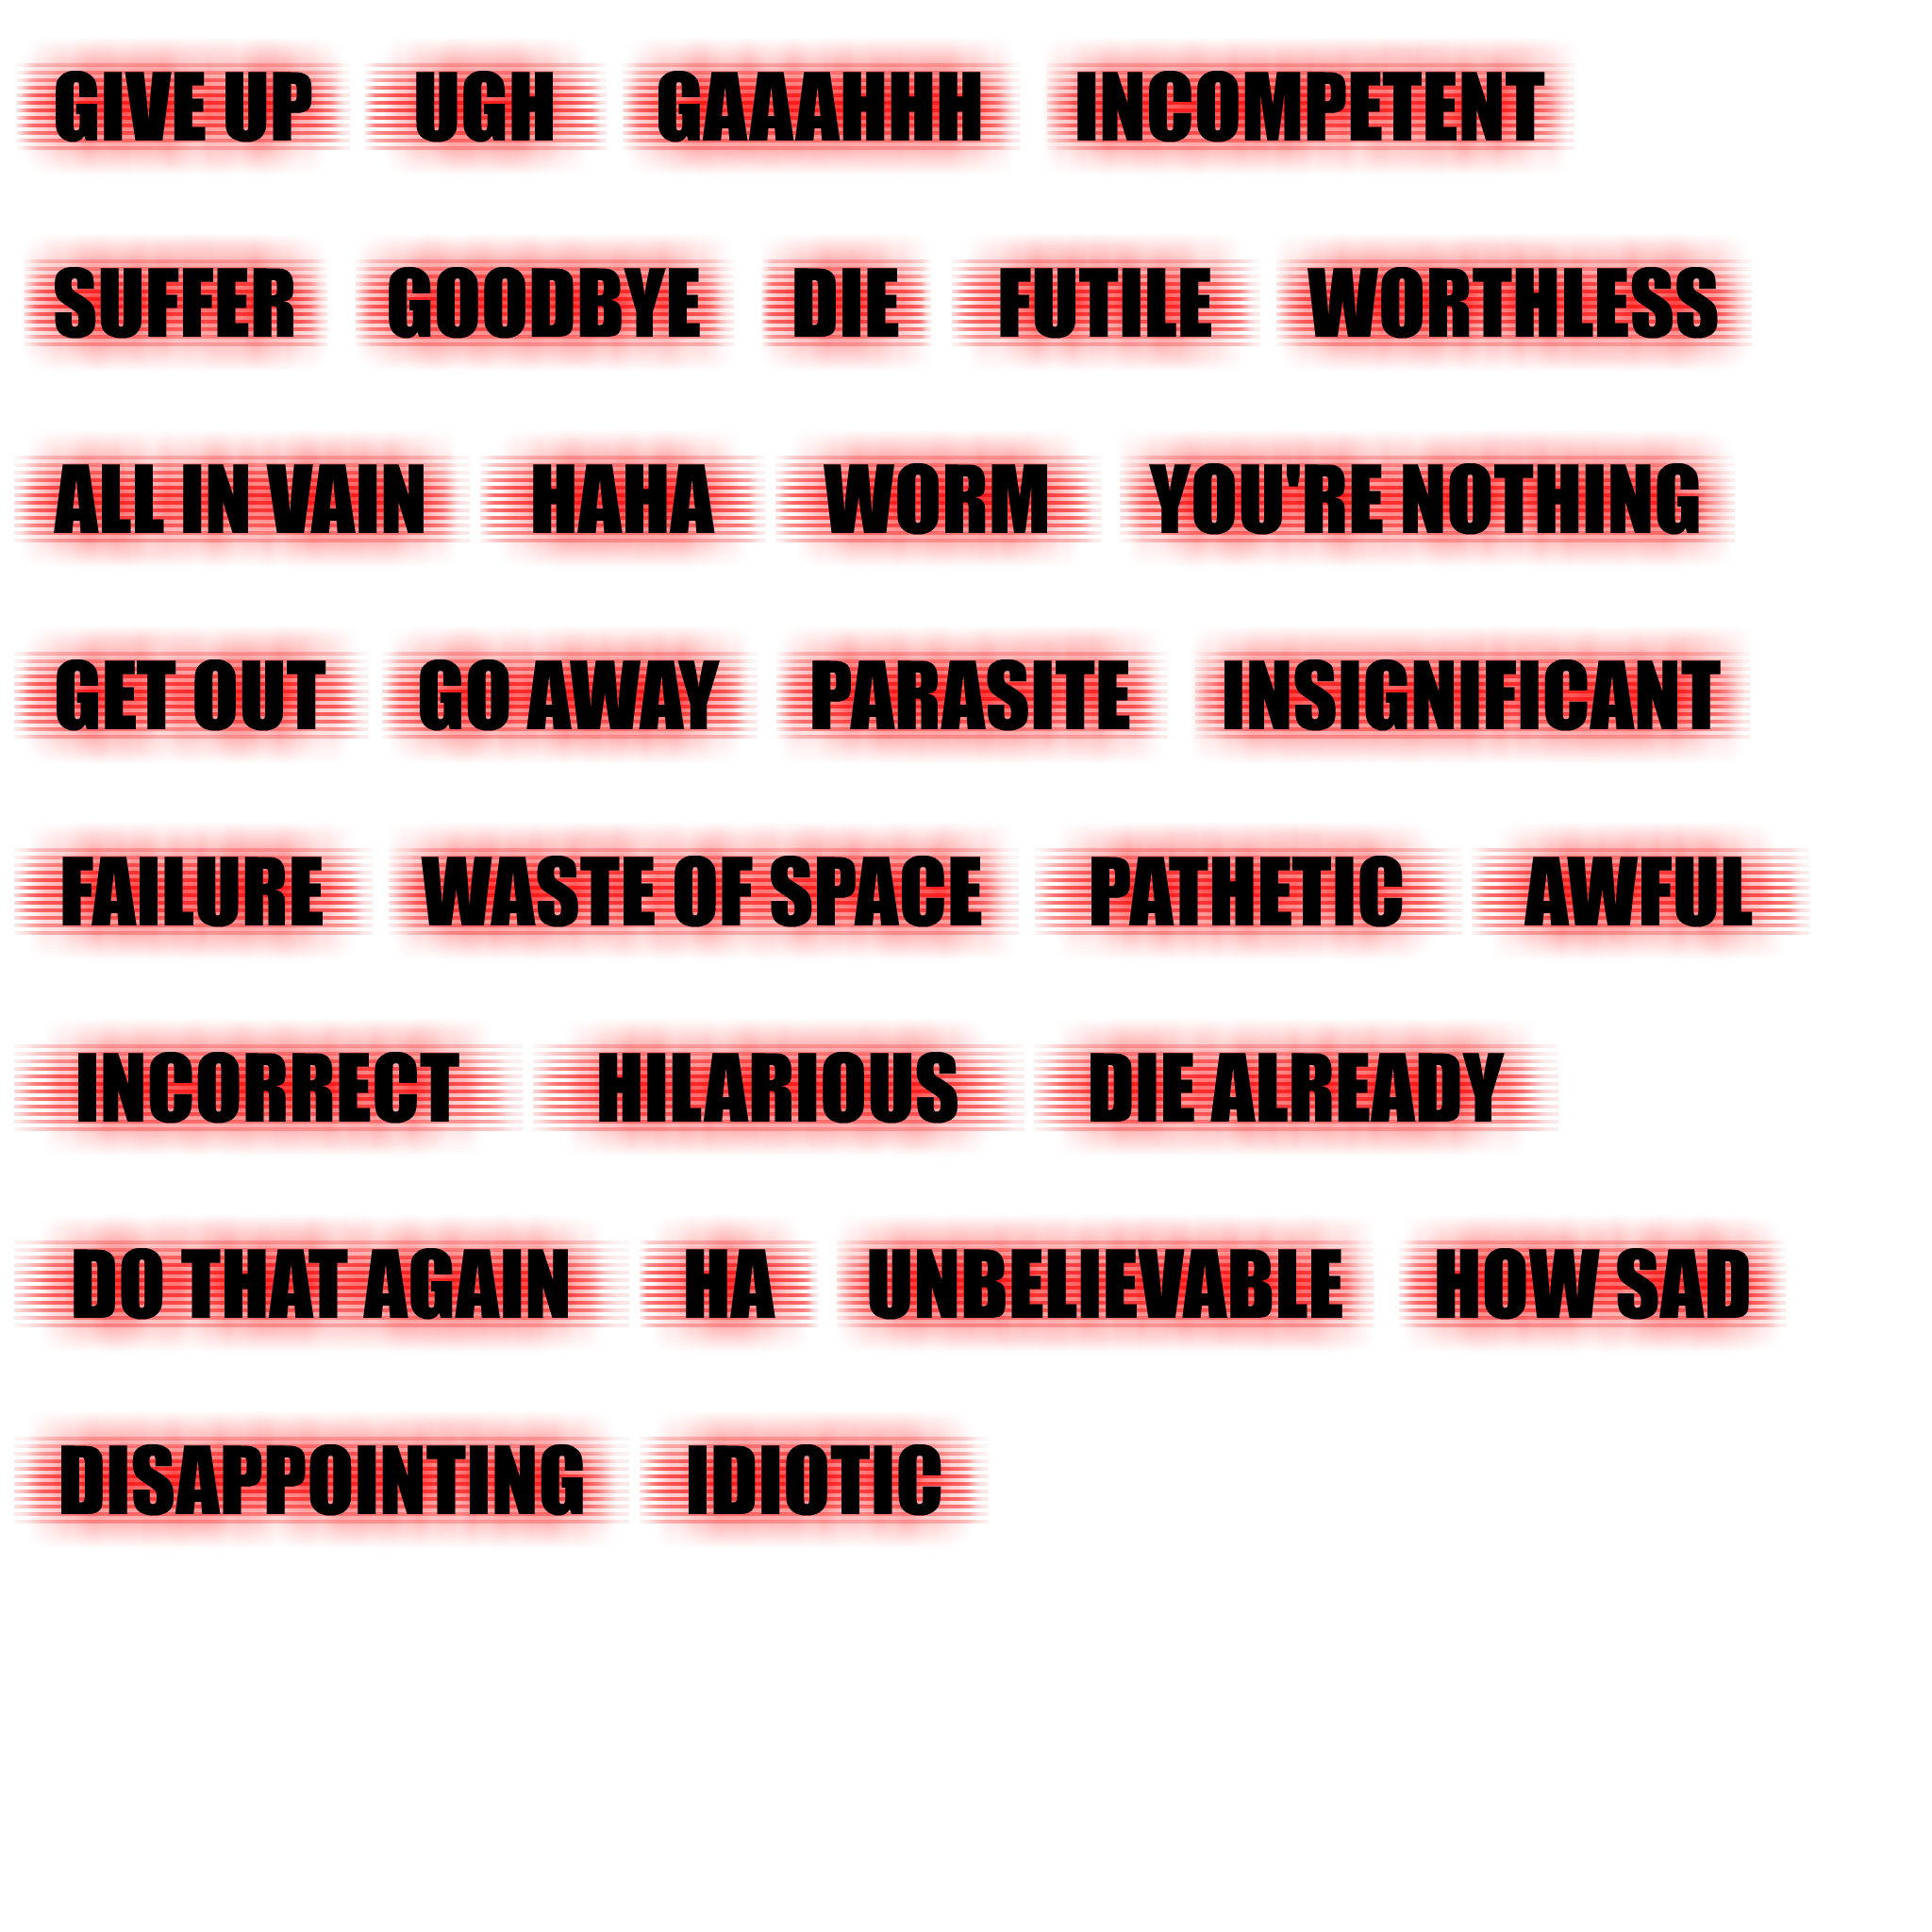 GIVE UP UGH GAAAHHH INCOMPETENT
SUFFER GOODBYE DIE FUTILE WORTHLESS
ALL IN VAIN HAHA WORM YOU'RE NOTHING
GET OUT GO AWAY PARASITE INSIGNIFICANT
FAILURE WASTE OF SPACE PATHETIC AWFUL
INCORRECT HILARIOUS DIE ALREADY
DO THAT AGAIN HA UNBELIEVABLE HOW SAD
DISAPPOINTING IDIOTIC